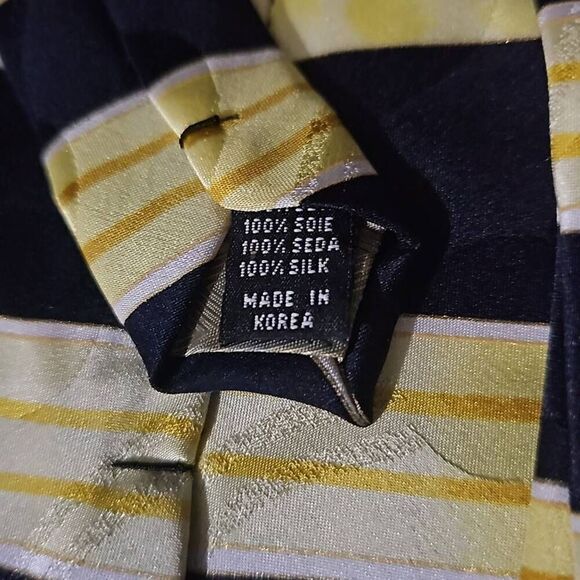 100% SOIE
100% SEDA
100% SILK
MADE IN
KOREA